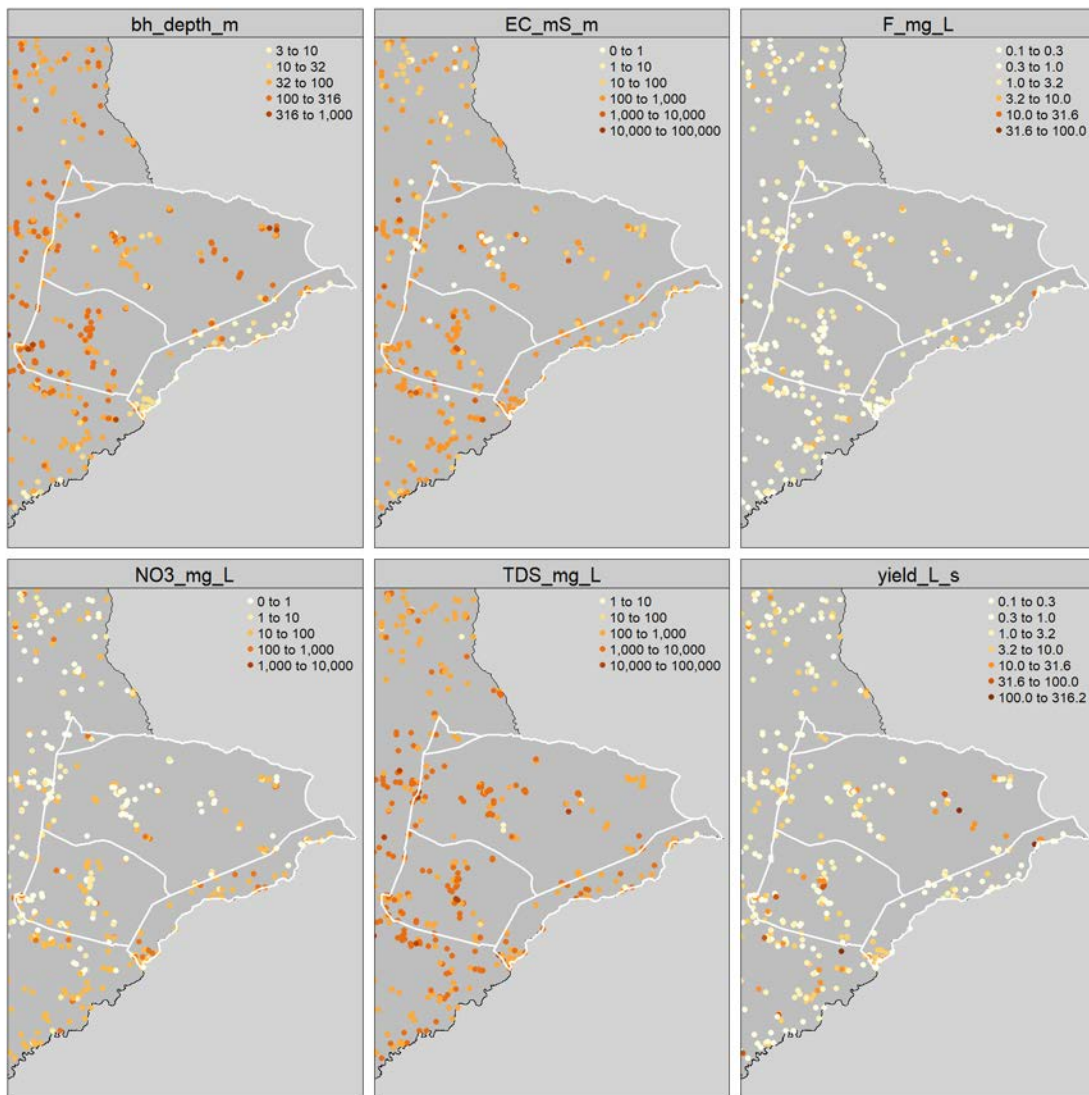 bh_depth_m
3 to 10
10 to 32
32 to 100
100 to 316
316 to 1,000
EC_mS_m
0 to 1
1 to 10
10 to 100
100 to 1,000
1,000 to 10,000
10,000 to 100,000
F_mg_L
0.1 to 0.3
0.3 to 1.0
1.0 to 3.2
3.2 to 10.0
10.0 to 31.6
31.6 to 100.0
NO3_mg_L
0 to 1
1 to 10
10 to 100
100 to 1,000
1,000 to 10,000
TDS_mg_L
1 to 10
10 to 100
100 to 1,000
1,000 to 10,000
10,000 to 100,000
yield_L_s
0.1 to 0.3
0.3 to 1.0
1.0 to 3.2
3.2 to 10.0
10.0 to 31.6
31.6 to 100.0
100.0 to 316.2